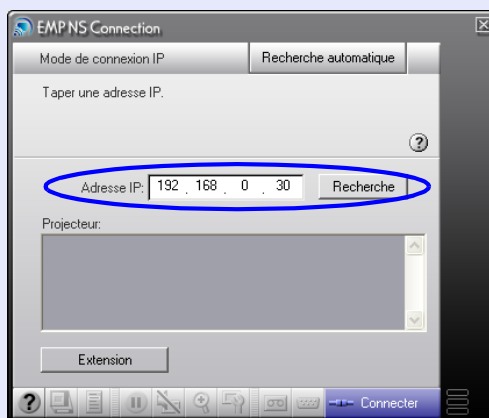 EMP NS Connection
Mode de connexion IP
Recherche automatique
Taper une adresse IP.
?
Adresse IP: 192 . 168 . 0 . 30 Recherche
Projecteur:
Extension
? Connecter